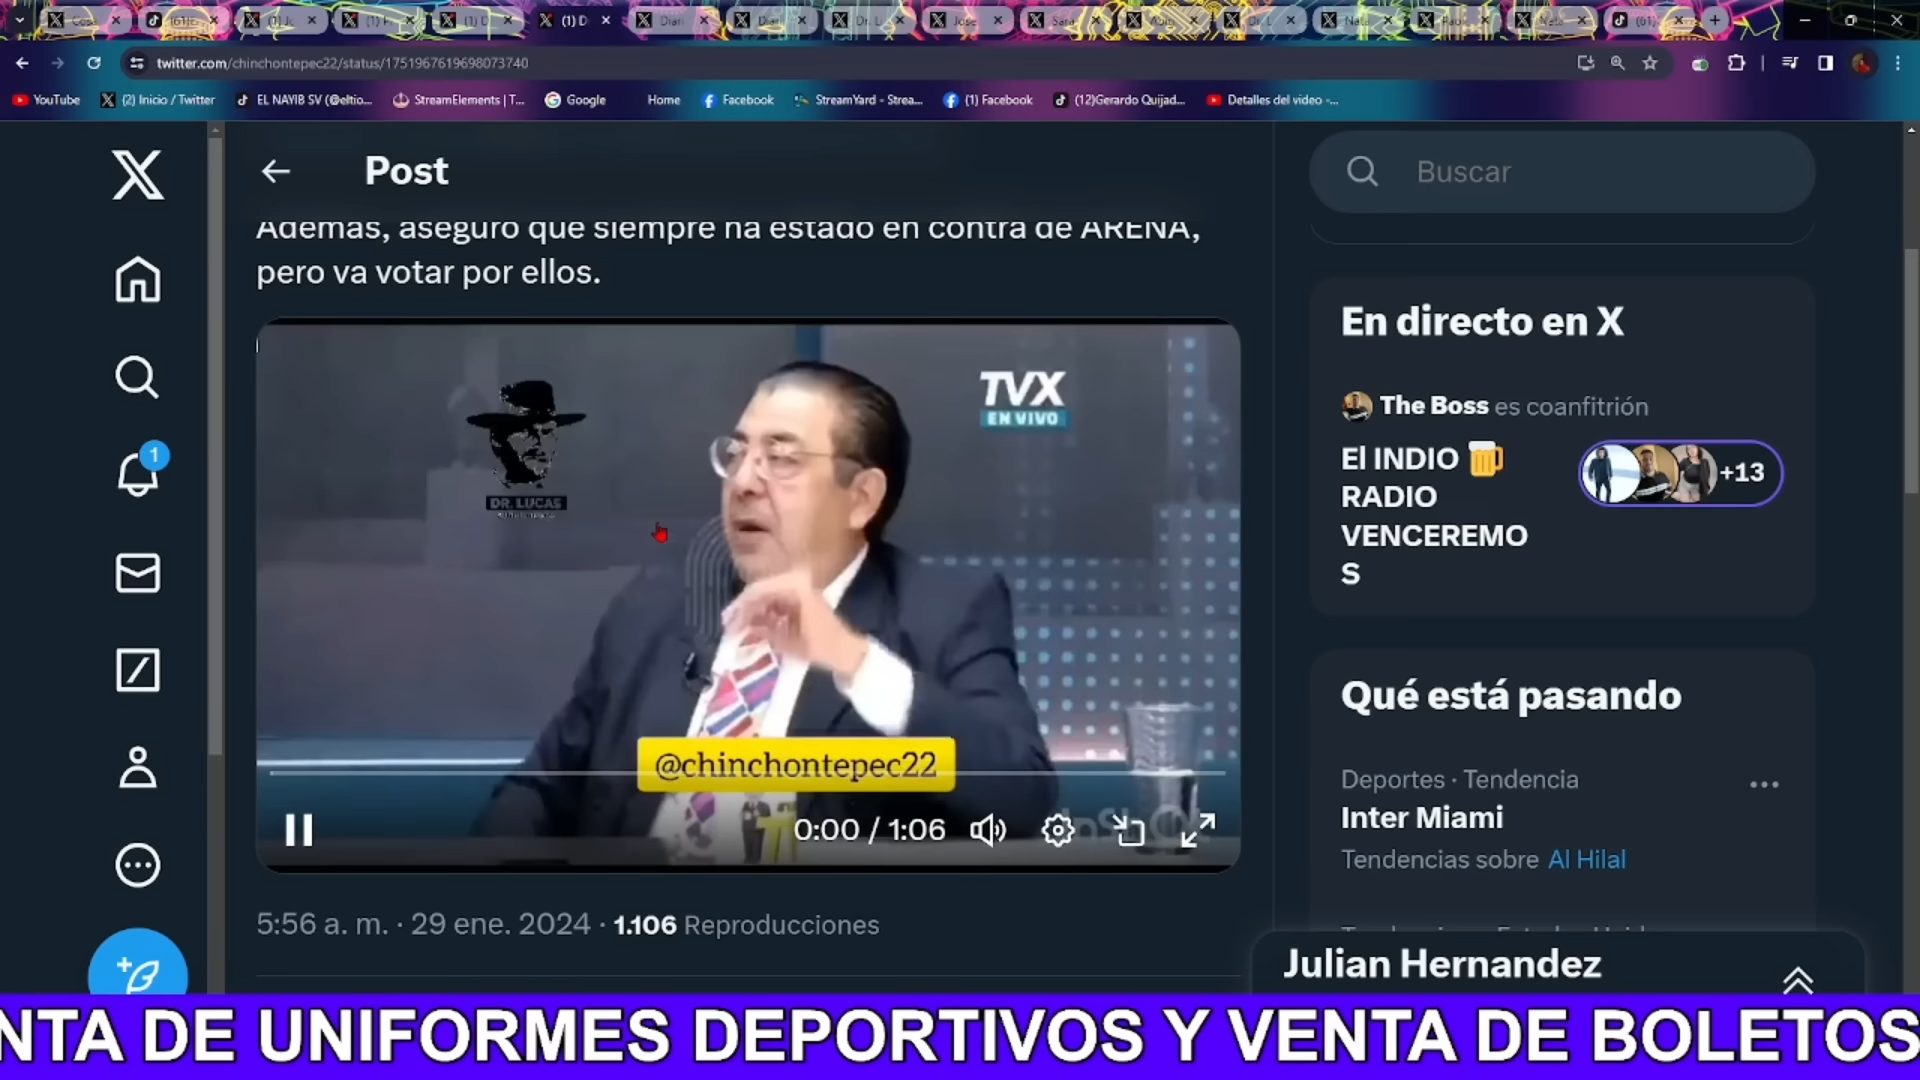 twitter.com/chinchontepec22/status/1751967619698073740
YouTube
(2) Inicio / Twitter
EL NAYIB SV (@eltio...
StreamElements | T...
Google
Home
Facebook
StreamYard - Strea...
(1) Facebook
(12)Gerardo Quijad...
Detalles del video -...
Post
Buscar
Además, aseguró que siempre ha estado en contra de ARENA,
pero va votar por ellos.
TVX
EN VIVO
DR. LUCAS
@chinchontepec22
0:00 / 1:06
5:56 a. m. · 29 ene. 2024 · 1.106 Reproducciones
1
En directo en X
The Boss es coanfitrión
El INDIO
RADIO
VENCEREMO
S
+13
Qué está pasando
Deportes · Tendencia
Inter Miami
Tendencias sobre Al Hilal
Julian Hernandez
NTA DE UNIFORMES DEPORTIVOS Y VENTA DE BOLETOS